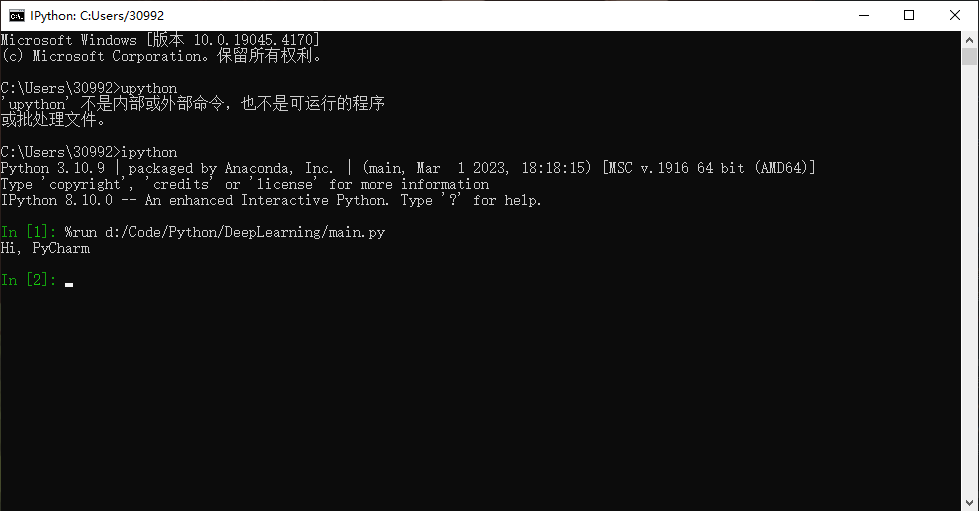 IPython: C:Users/30992
Microsoft Windows [版本 10.0.19045.4170]
(c) Microsoft Corporation。保留所有权利。
C:\Users\30992>upython
'upython' 不是内部或外部命令，也不是可运行的程序
或批处理文件。
C:\Users\30992>ipython
Python 3.10.9 | packaged by Anaconda, Inc. | (main, Mar  1 2023, 18:18:15) [MSC v.1916 64 bit (AMD64)]
Type 'copyright', 'credits' or 'license' for more information
IPython 8.10.0 -- An enhanced Interactive Python. Type '?' for help.
In [1]: %run d:/Code/Python/DeepLearning/main.py
Hi, PyCharm
In [2]: